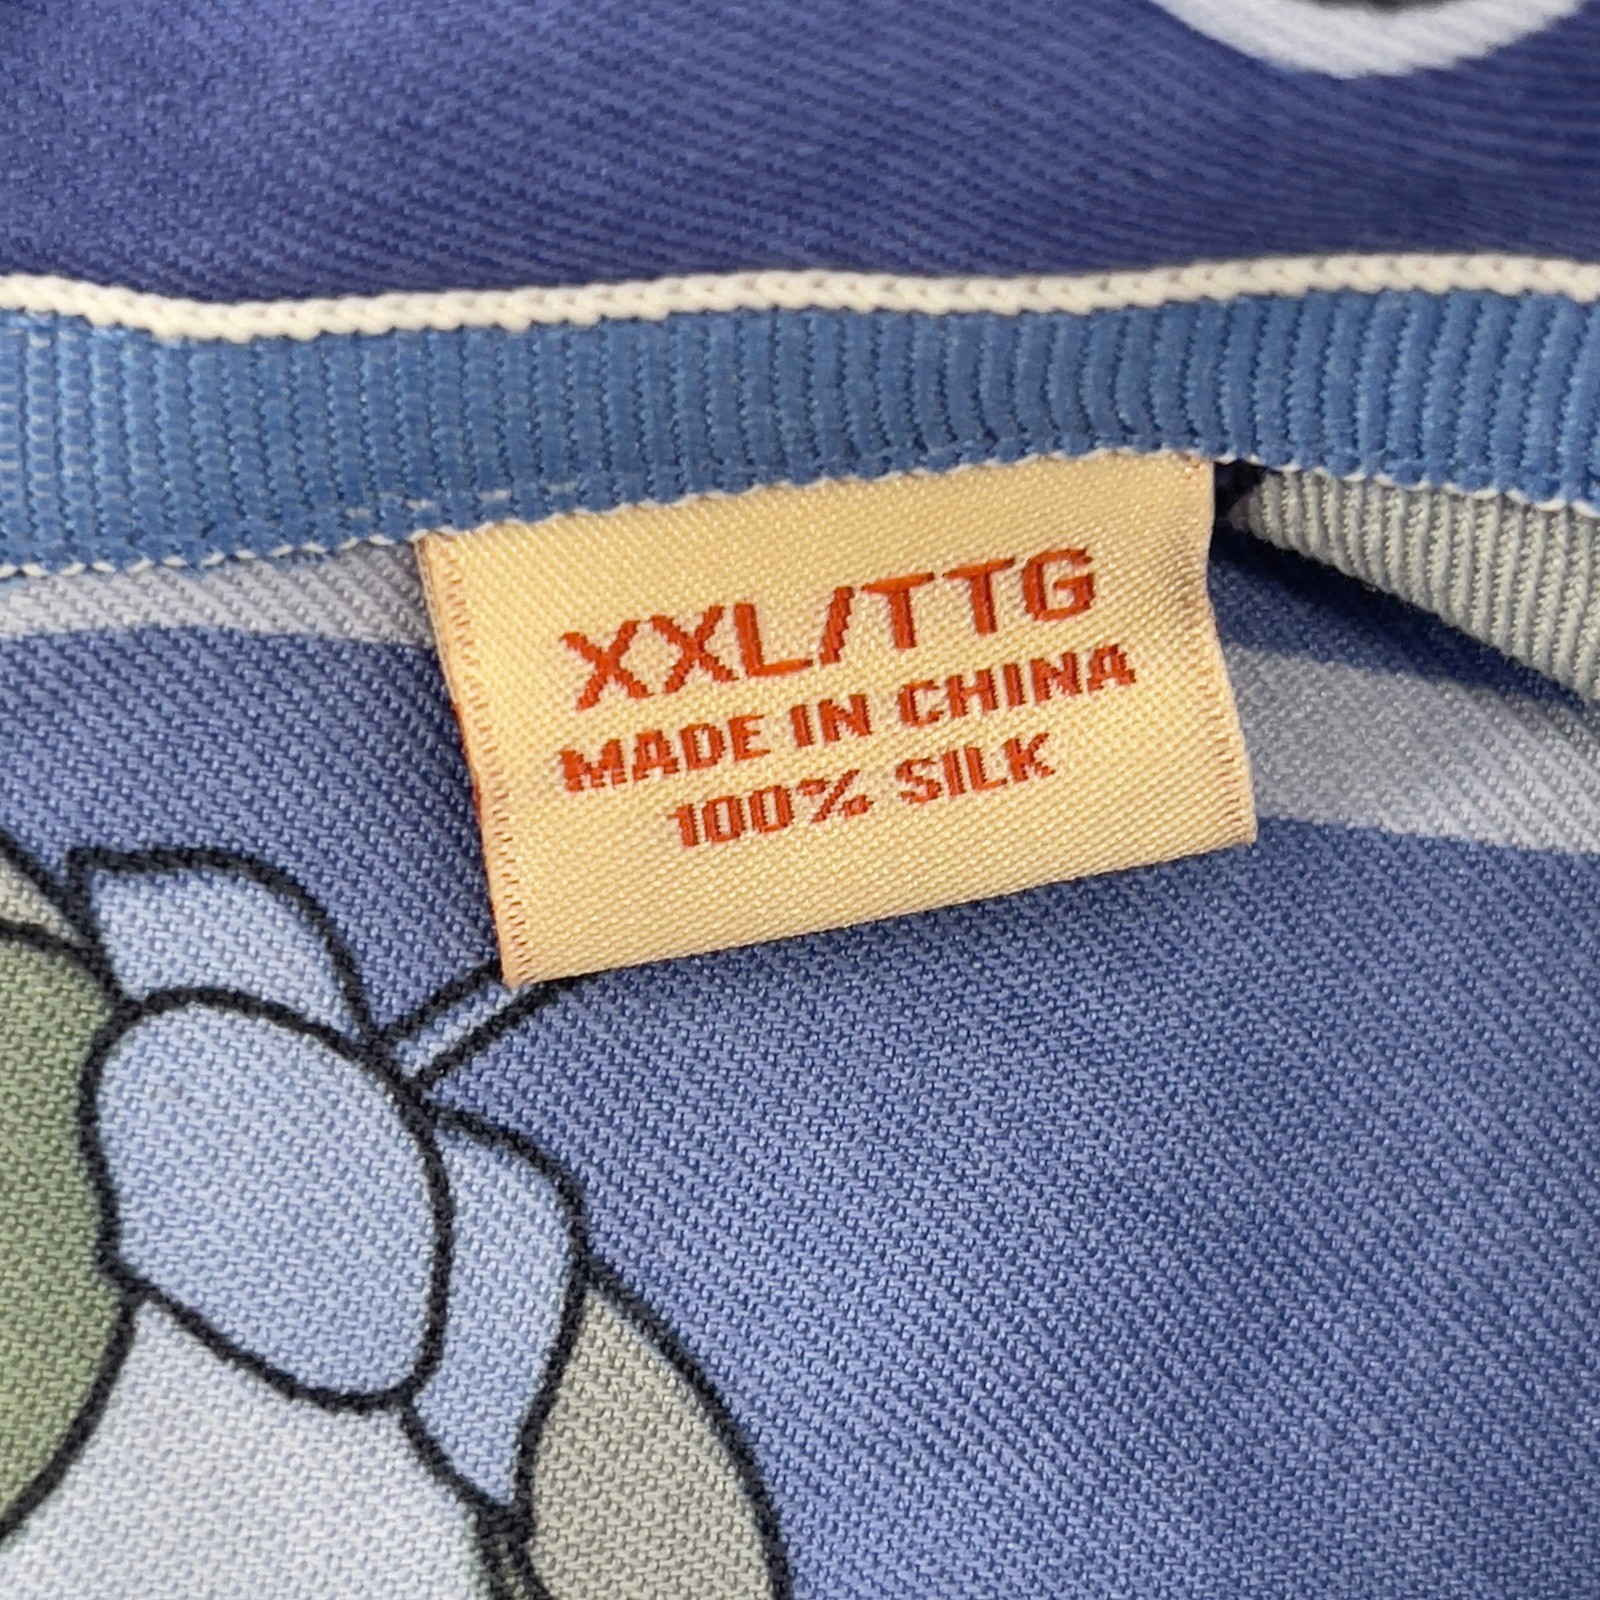 XXL/TTG
MADE IN CHINA
100% SILK